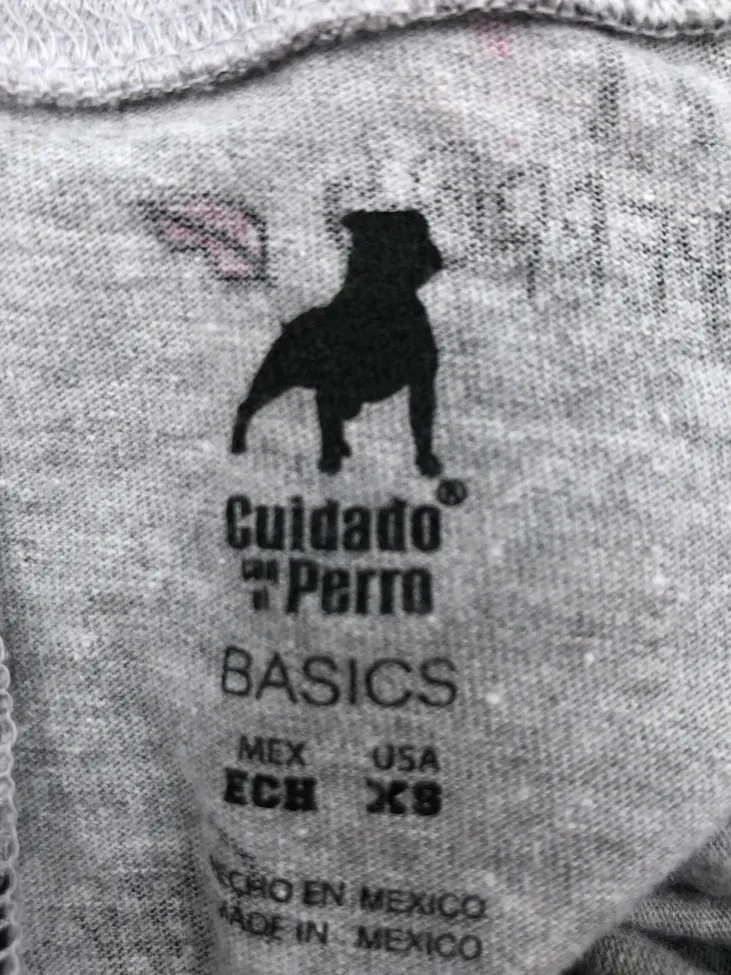 Cuidado®
con Perro
el
BASICS
MEX USA
ECH XS
HECHO EN MEXICO
MADE IN MEXICO